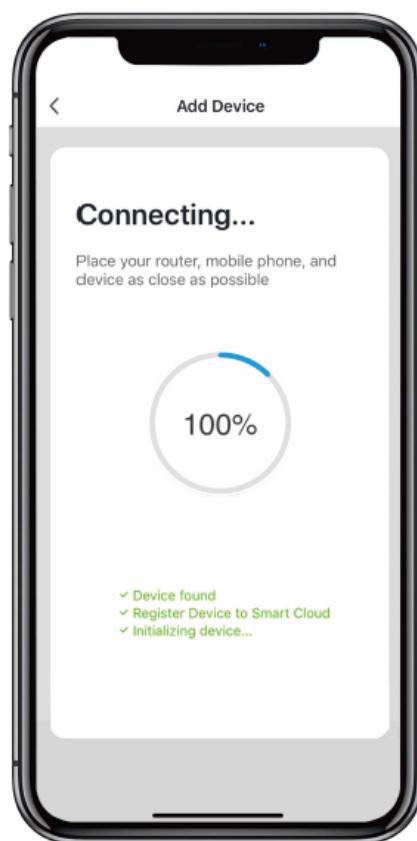 Add Device
Connecting...
Place your router, mobile phone, and
device as close as possible
100%
✓ Device found
✓ Register Device to Smart Cloud
✓ Initializing device...